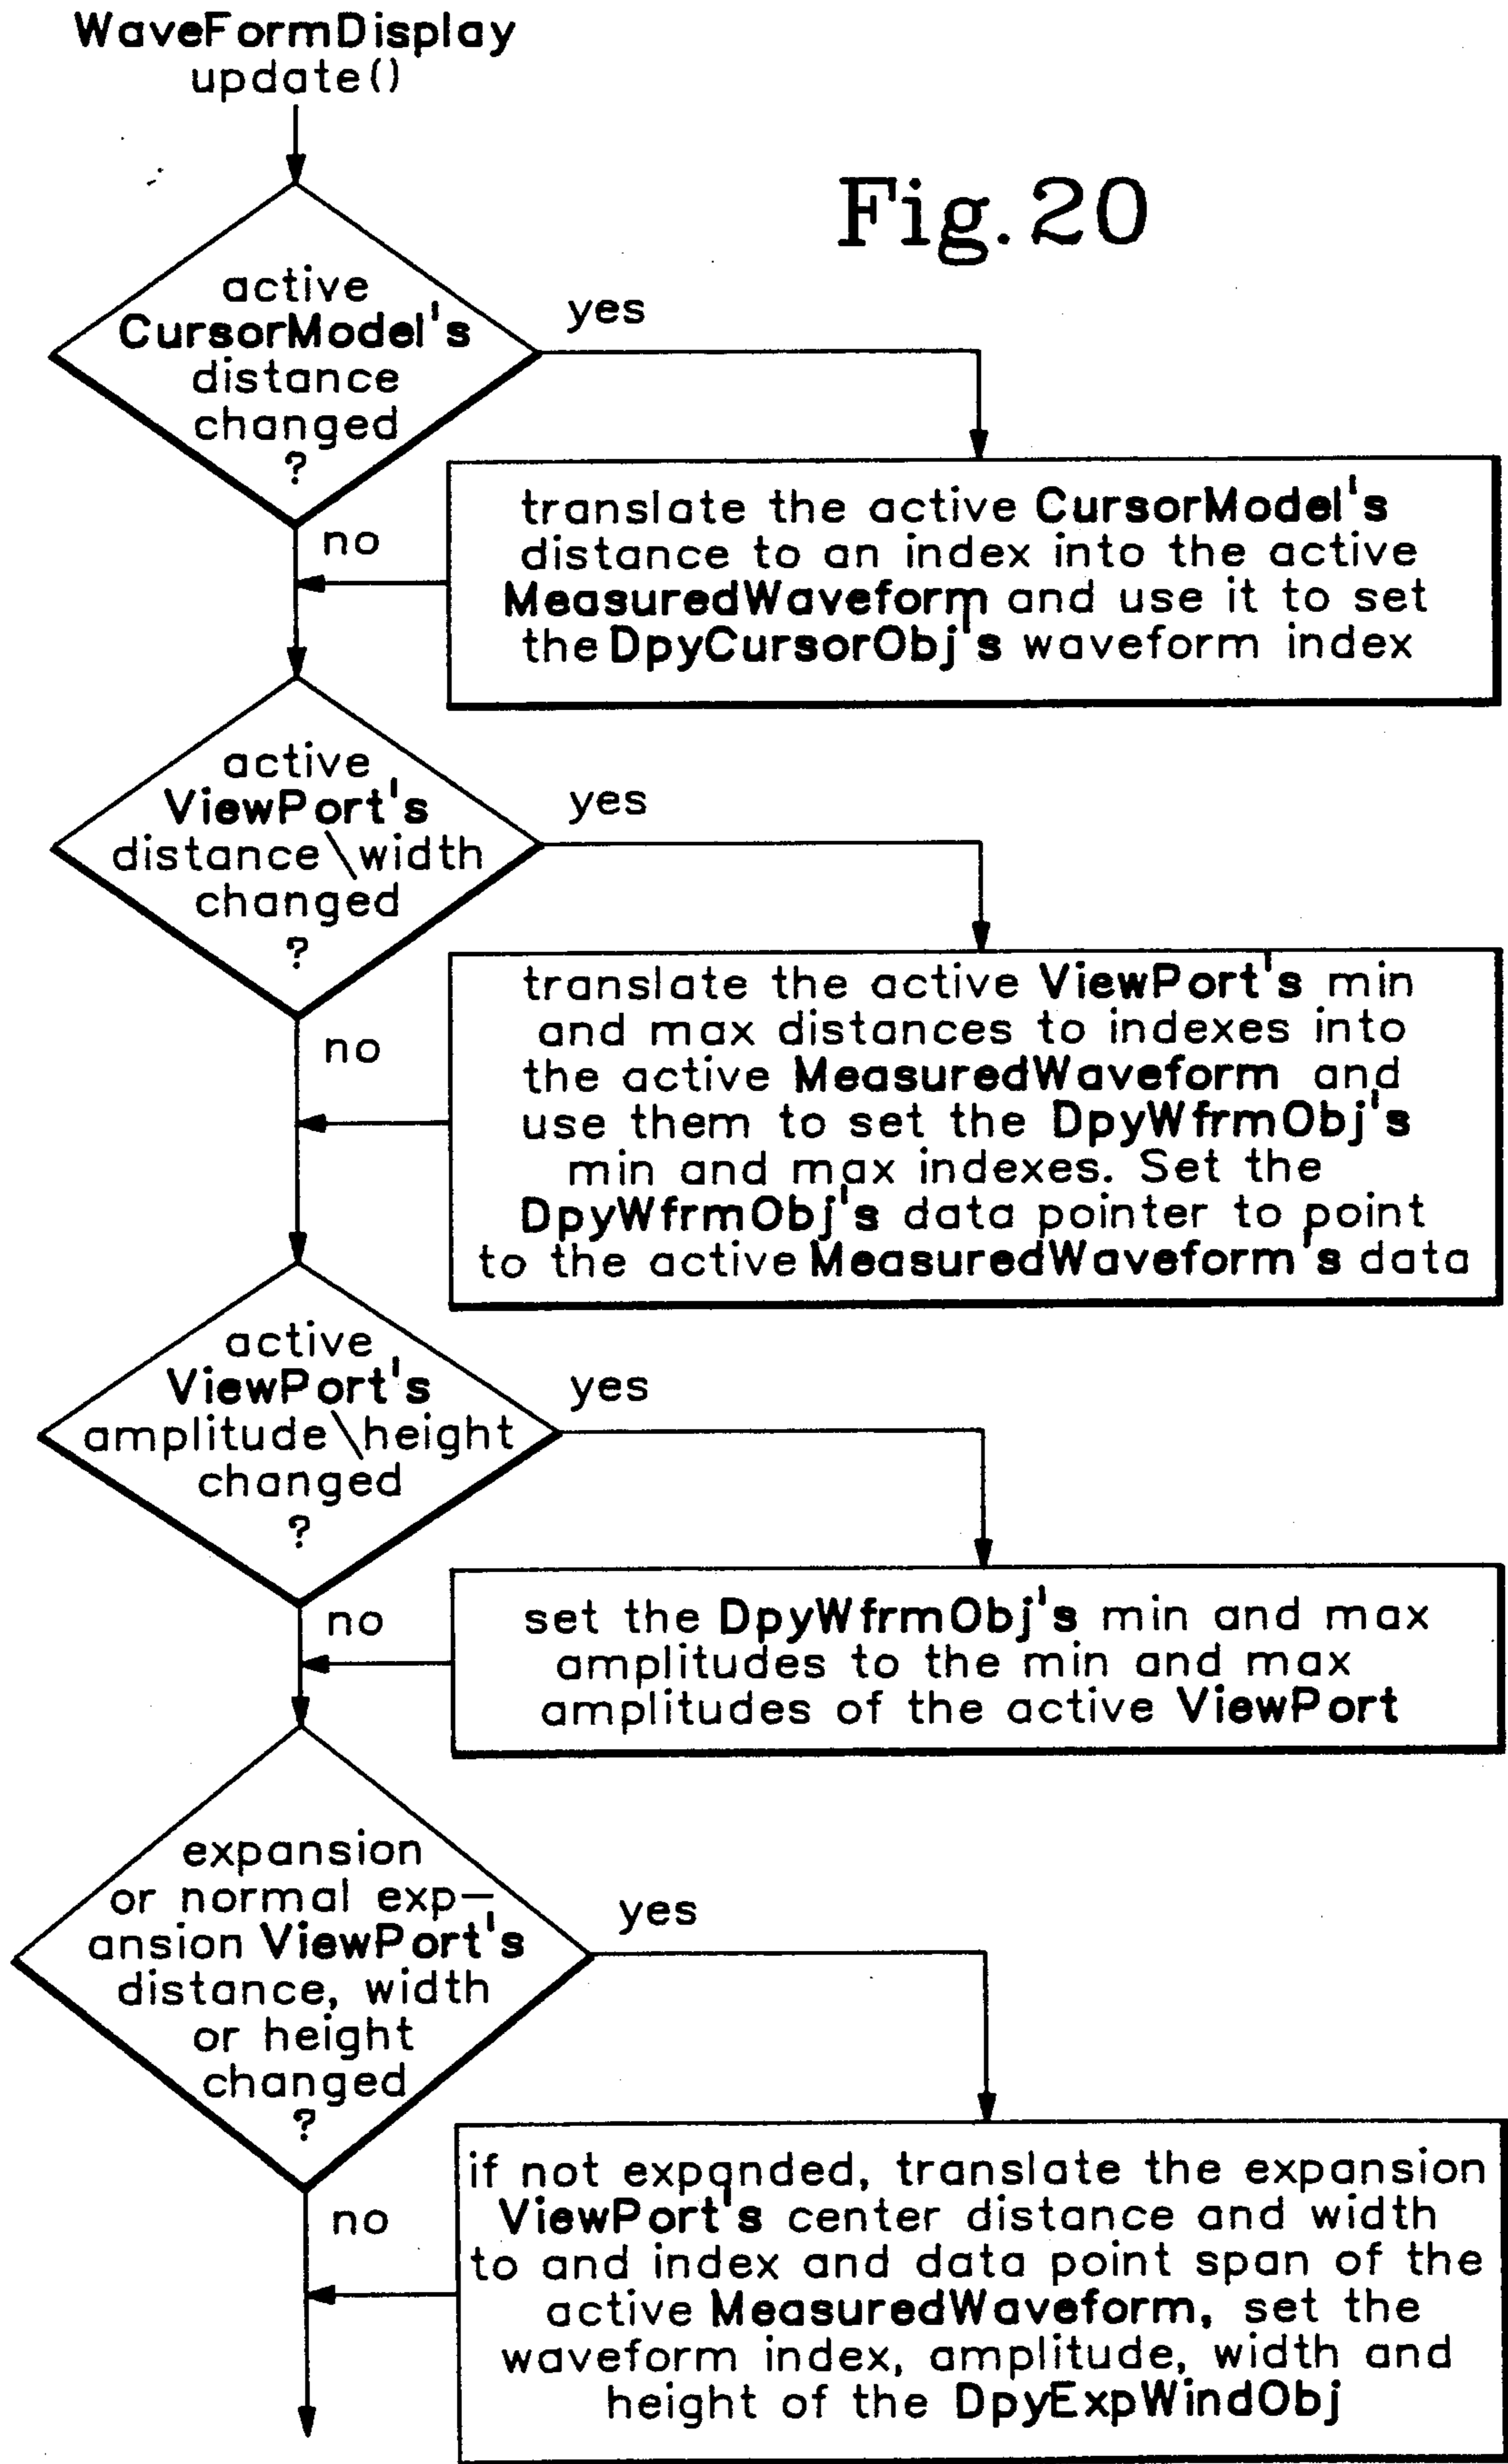 WaveFormDisplay
update()
Fig. 20
active
CursorModel's
distance
changed
?
yes
no
translate the active CursorModel's
distance to an index into the active
MeasuredWaveform and use it to set
the DpyCursorObj's waveform index
active
ViewPort's
distance\width
changed
?
yes
no
translate the active ViewPort's min
and max distances to indexes into
the active MeasuredWaveform and
use them to set the DpyWfrmObj's
min and max indexes. Set the
DpyWfrmObj's data pointer to point
to the active MeasuredWaveform's data
active
ViewPort's
amplitude\height
changed
?
yes
no
set the DpyWfrmObj's min and max
amplitudes to the min and max
amplitudes of the active ViewPort
expansion
or normal exp-
ansion ViewPort's
distance, width
or height
changed
?
yes
no
if not expanded, translate the expansion
ViewPort's center distance and width
to and index and data point span of the
active MeasuredWaveform, set the
waveform index, amplitude, width and
height of the DpyExpWindObj